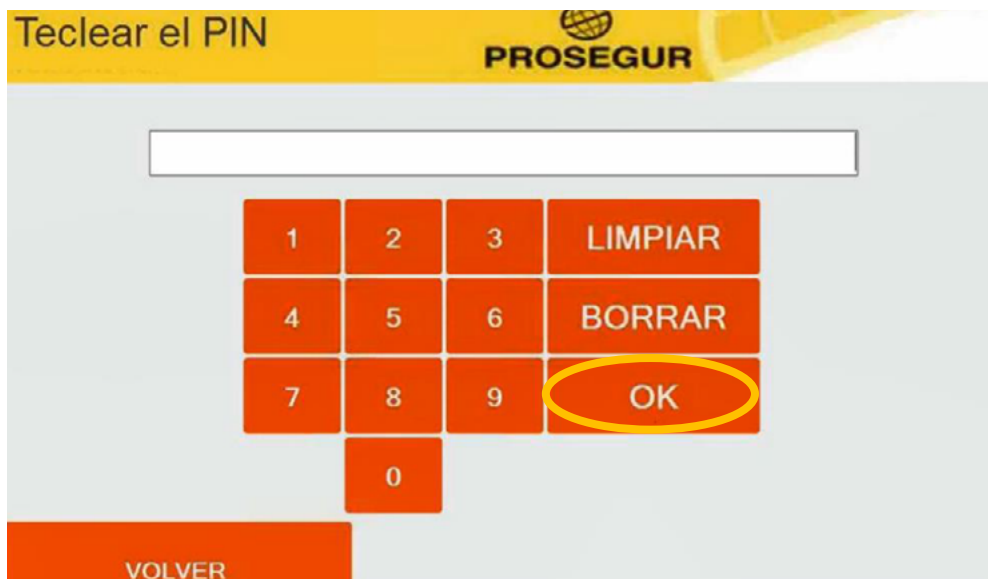 Teclear el PIN
PROSEGUR
1 2 3 LIMPIAR
4 5 6 BORRAR
7 8 9 OK
0
VOLVER